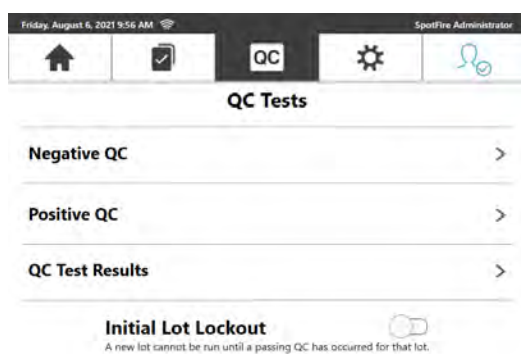 Friday, August 6, 2021 9:56 AM SpotFire Administrator
QC
QC Tests
Negative QC
Positive QC
QC Test Results
Initial Lot Lockout
A new lot cannot be run until a passing QC has occurred for that lot.